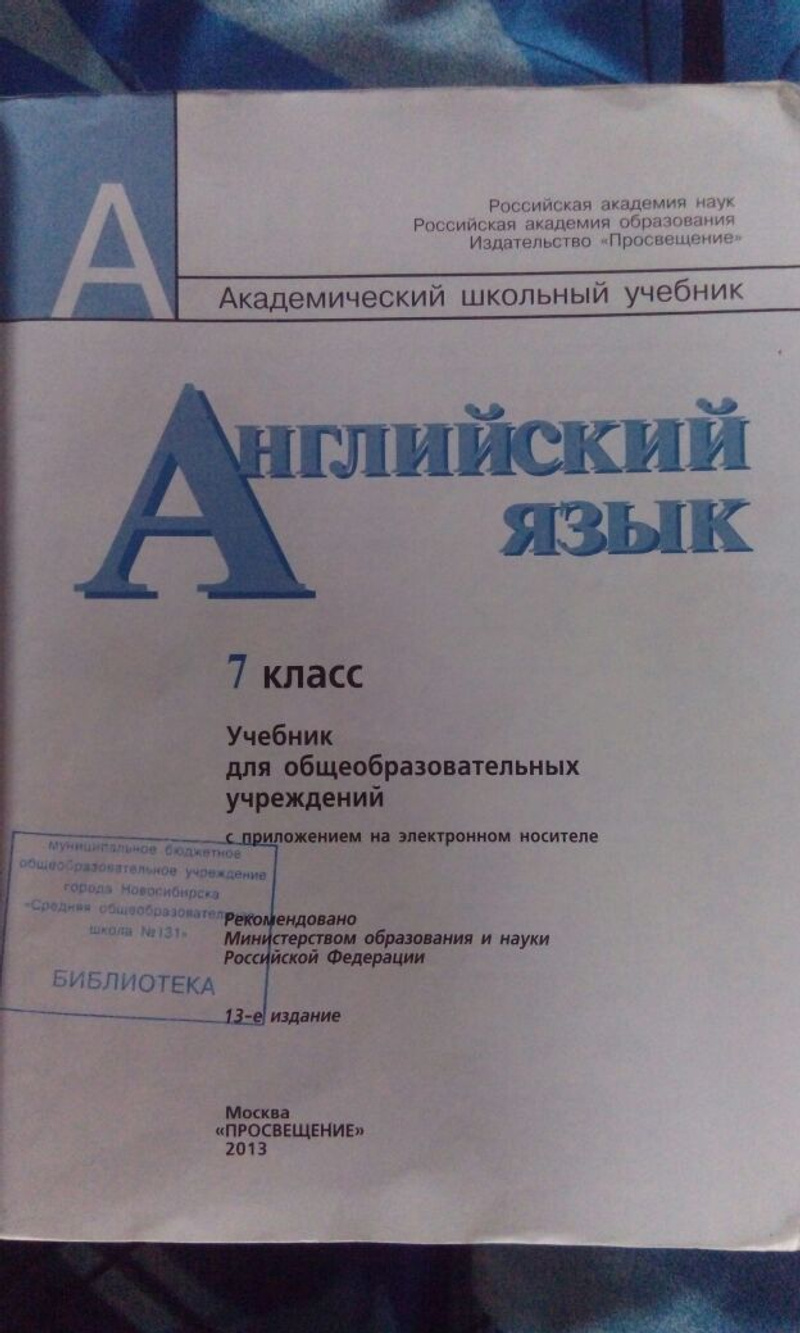 А
Российская академия наук
Российская академия образования
Издательство «Просвещение»
Академический школьный учебник
Английский
язык
7 класс
Учебник
для общеобразовательных
учреждений
с приложением на электронном носителе
Муниципальное бюджетное
общеобразовательное учреждение
города Новосибирска
«Средняя общеобразовательная
школа №131»
БИБЛИОТЕКА
Рекомендовано
Министерством образования и науки
Российской Федерации
13-е издание
Москва
«ПРОСВЕЩЕНИЕ»
2013